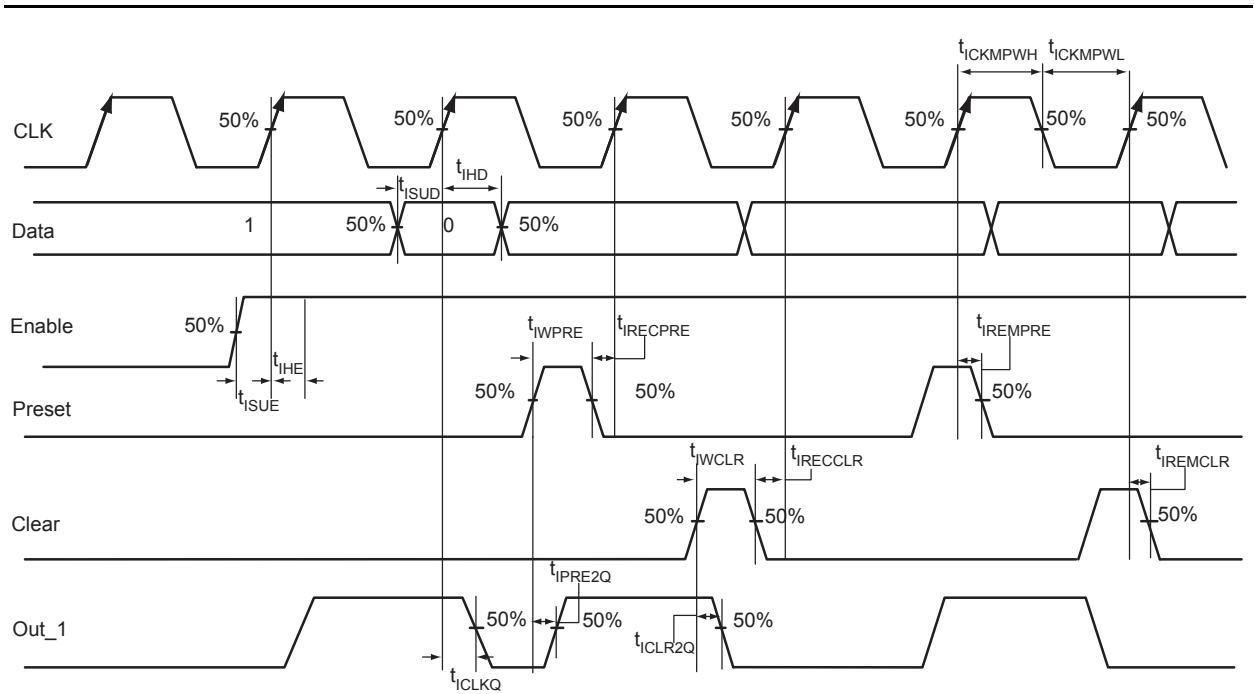 tICKMPWH tICKMPWL
CLK 50% 50% 50% 50% 50% 50% 50%
tISUD tIHD
Data 1 50% 0 50%
Enable 50% tIWPRE tIRECPRE tIREMPRE
tIHE
tISUE
Preset 50% 50% 50%
tIWCLR tIRECCLR tIREMCLR
Clear 50% 50% 50%
tIPRE2Q
Out_1 50% 50% tICLR2Q 50%
tICLKQ